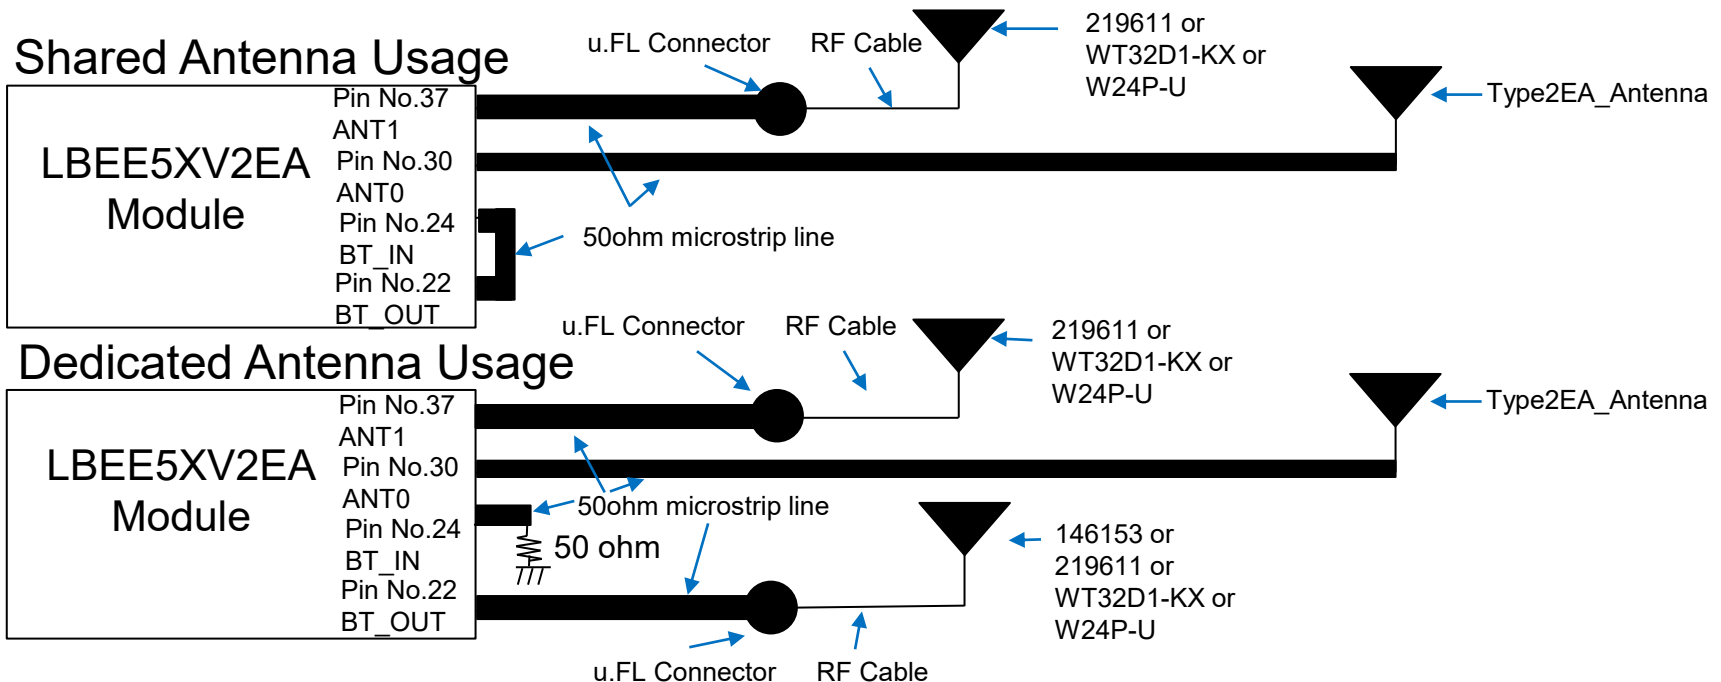 Shared Antenna Usage
u.FL Connector
RF Cable
219611 or
WT32D1-KX or
W24P-U
Type2EA_Antenna
LBEE5XV2EA
Module
Pin No.37
ANT1
Pin No.30
ANT0
Pin No.24
BT_IN
Pin No.22
BT_OUT
50ohm microstrip line
Dedicated Antenna Usage
u.FL Connector
RF Cable
219611 or
WT32D1-KX or
W24P-U
Type2EA_Antenna
LBEE5XV2EA
Module
Pin No.37
ANT1
Pin No.30
ANT0
Pin No.24
BT_IN
Pin No.22
BT_OUT
50ohm microstrip line
50 ohm
146153 or
219611 or
WT32D1-KX or
W24P-U
u.FL Connector
RF Cable